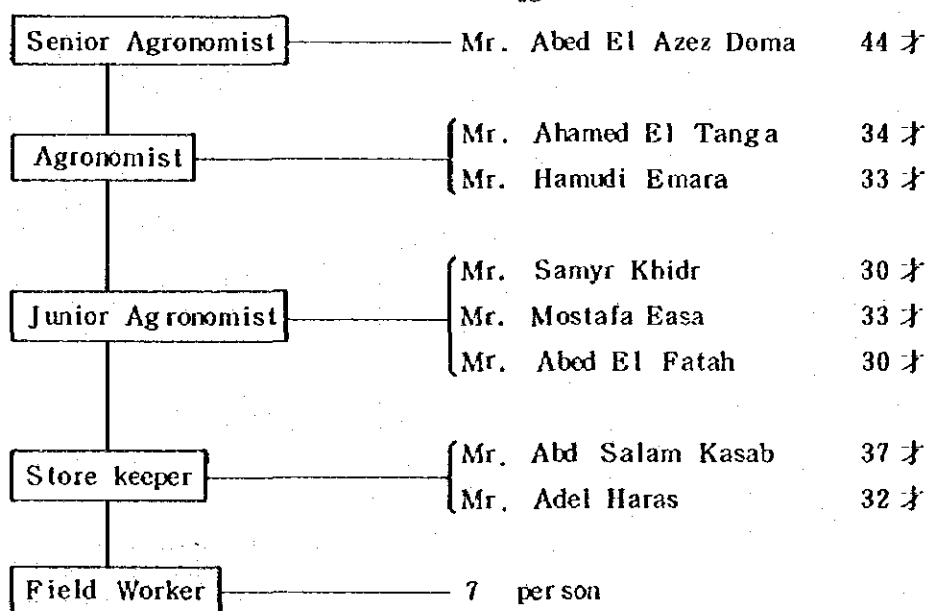 Senior Agronomist Mr. Abed El Azez Doma 44才
Agronomist
Mr. Ahamed El Tanga 34才
Mr. Hamudi Emara 33才
Junior Agronomist
Mr. Samyr Khidr 30才
Mr. Mostafa Easa 33才
Mr. Abed El Fatah 30才
Store keeper
Mr. Abd Salam Kasab 37才
Mr. Adel Haras 32才
Field Worker 7 person